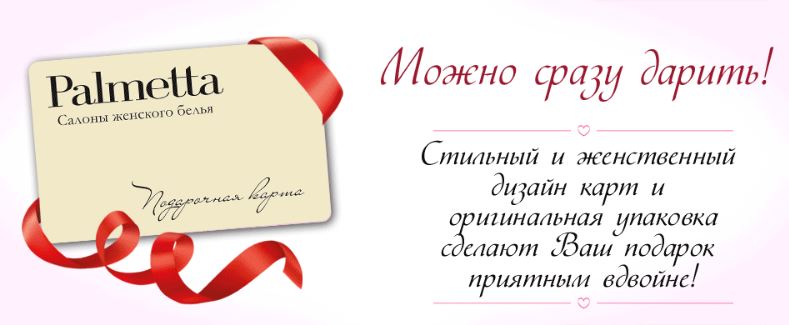 Palmetta
Салоны женского белья
Подарочная карта
Можно сразу дарить!
Стильный и женственный
дизайн карт и
оригинальная упаковка
сделают Ваш подарок
приятным вдвойне!